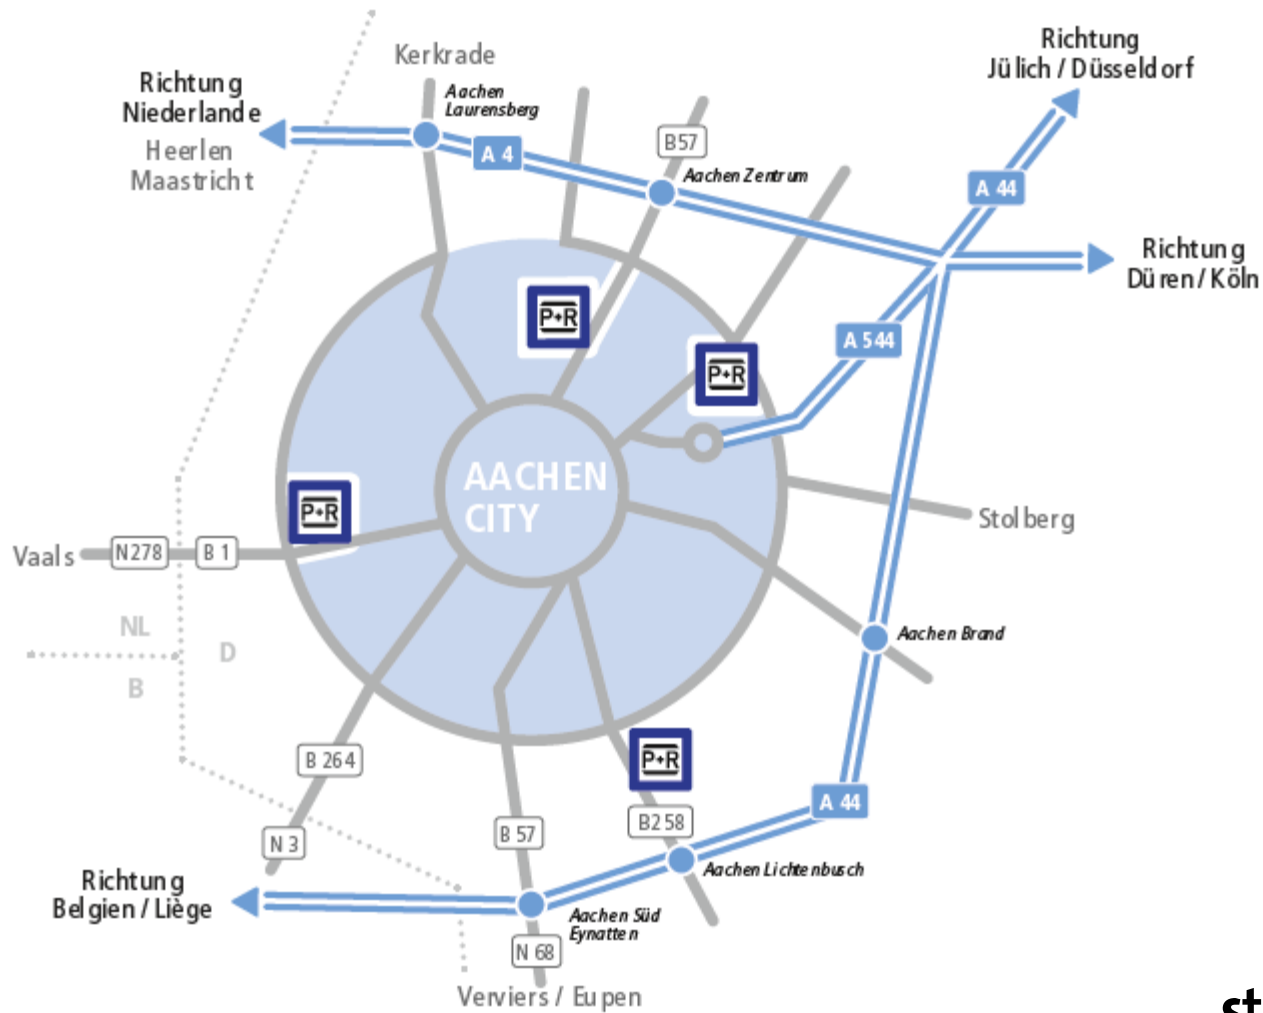 Kerkrade
Richtung
Jülich / Düsseldorf
Richtung
Niederlande
Heerlen
Maastricht
Aachen
Laurensberg
A 4
B57
Aachen Zentrum
A 44
Richtung
Düren / Köln
P+R
A 544
P+R
AACHEN
CITY
P+R
Stolberg
Vaals
N278
B 1
NL
D
B
Aachen Brand
B 264
P+R
N 3
B 57
B258
A 44
Aachen Lichtenbusch
Richtung
Belgien / Liège
Aachen Süd
Eynatten
N 68
Verviers / Eupen
st